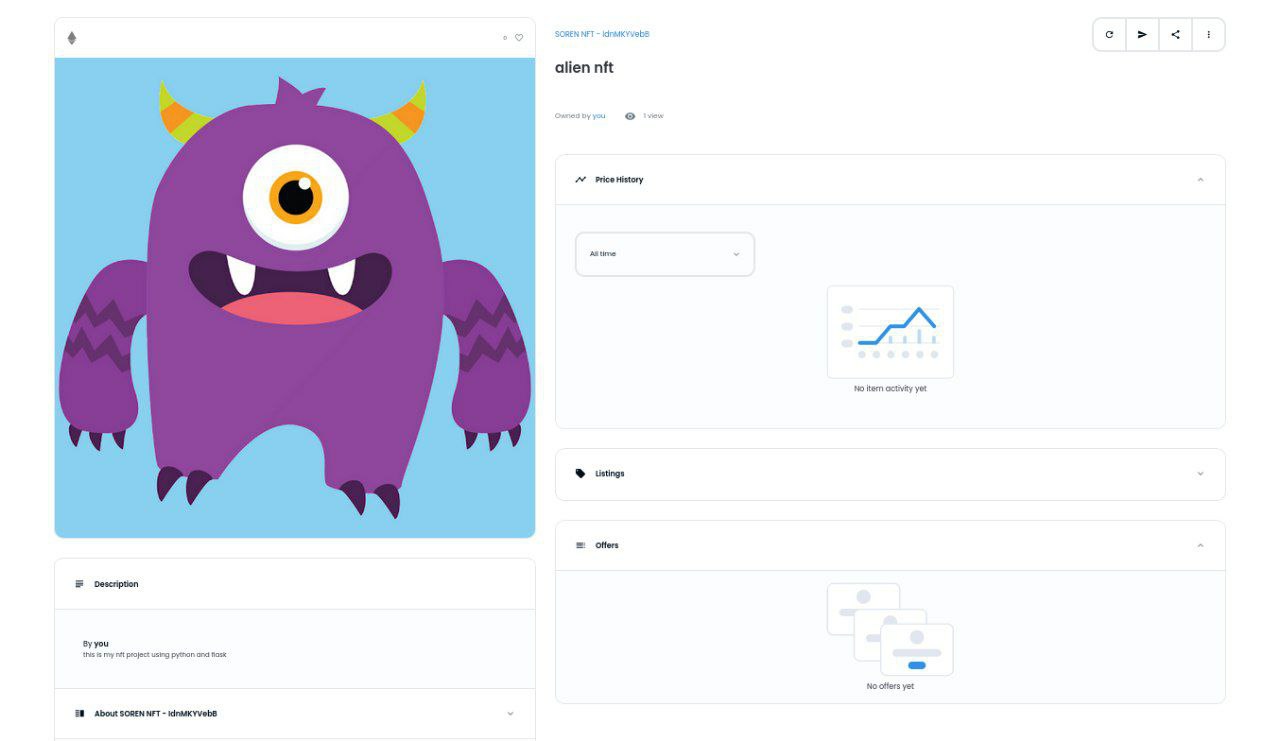 0
SOREN NFT - IdnMKYVebB
alien nft
Owned by you
1 view
Price History
All time
No item activity yet
Listings
Offers
No offers yet
Description
By you
this is my nft project using python and flask
About SOREN NFT - IdnMKYVebB